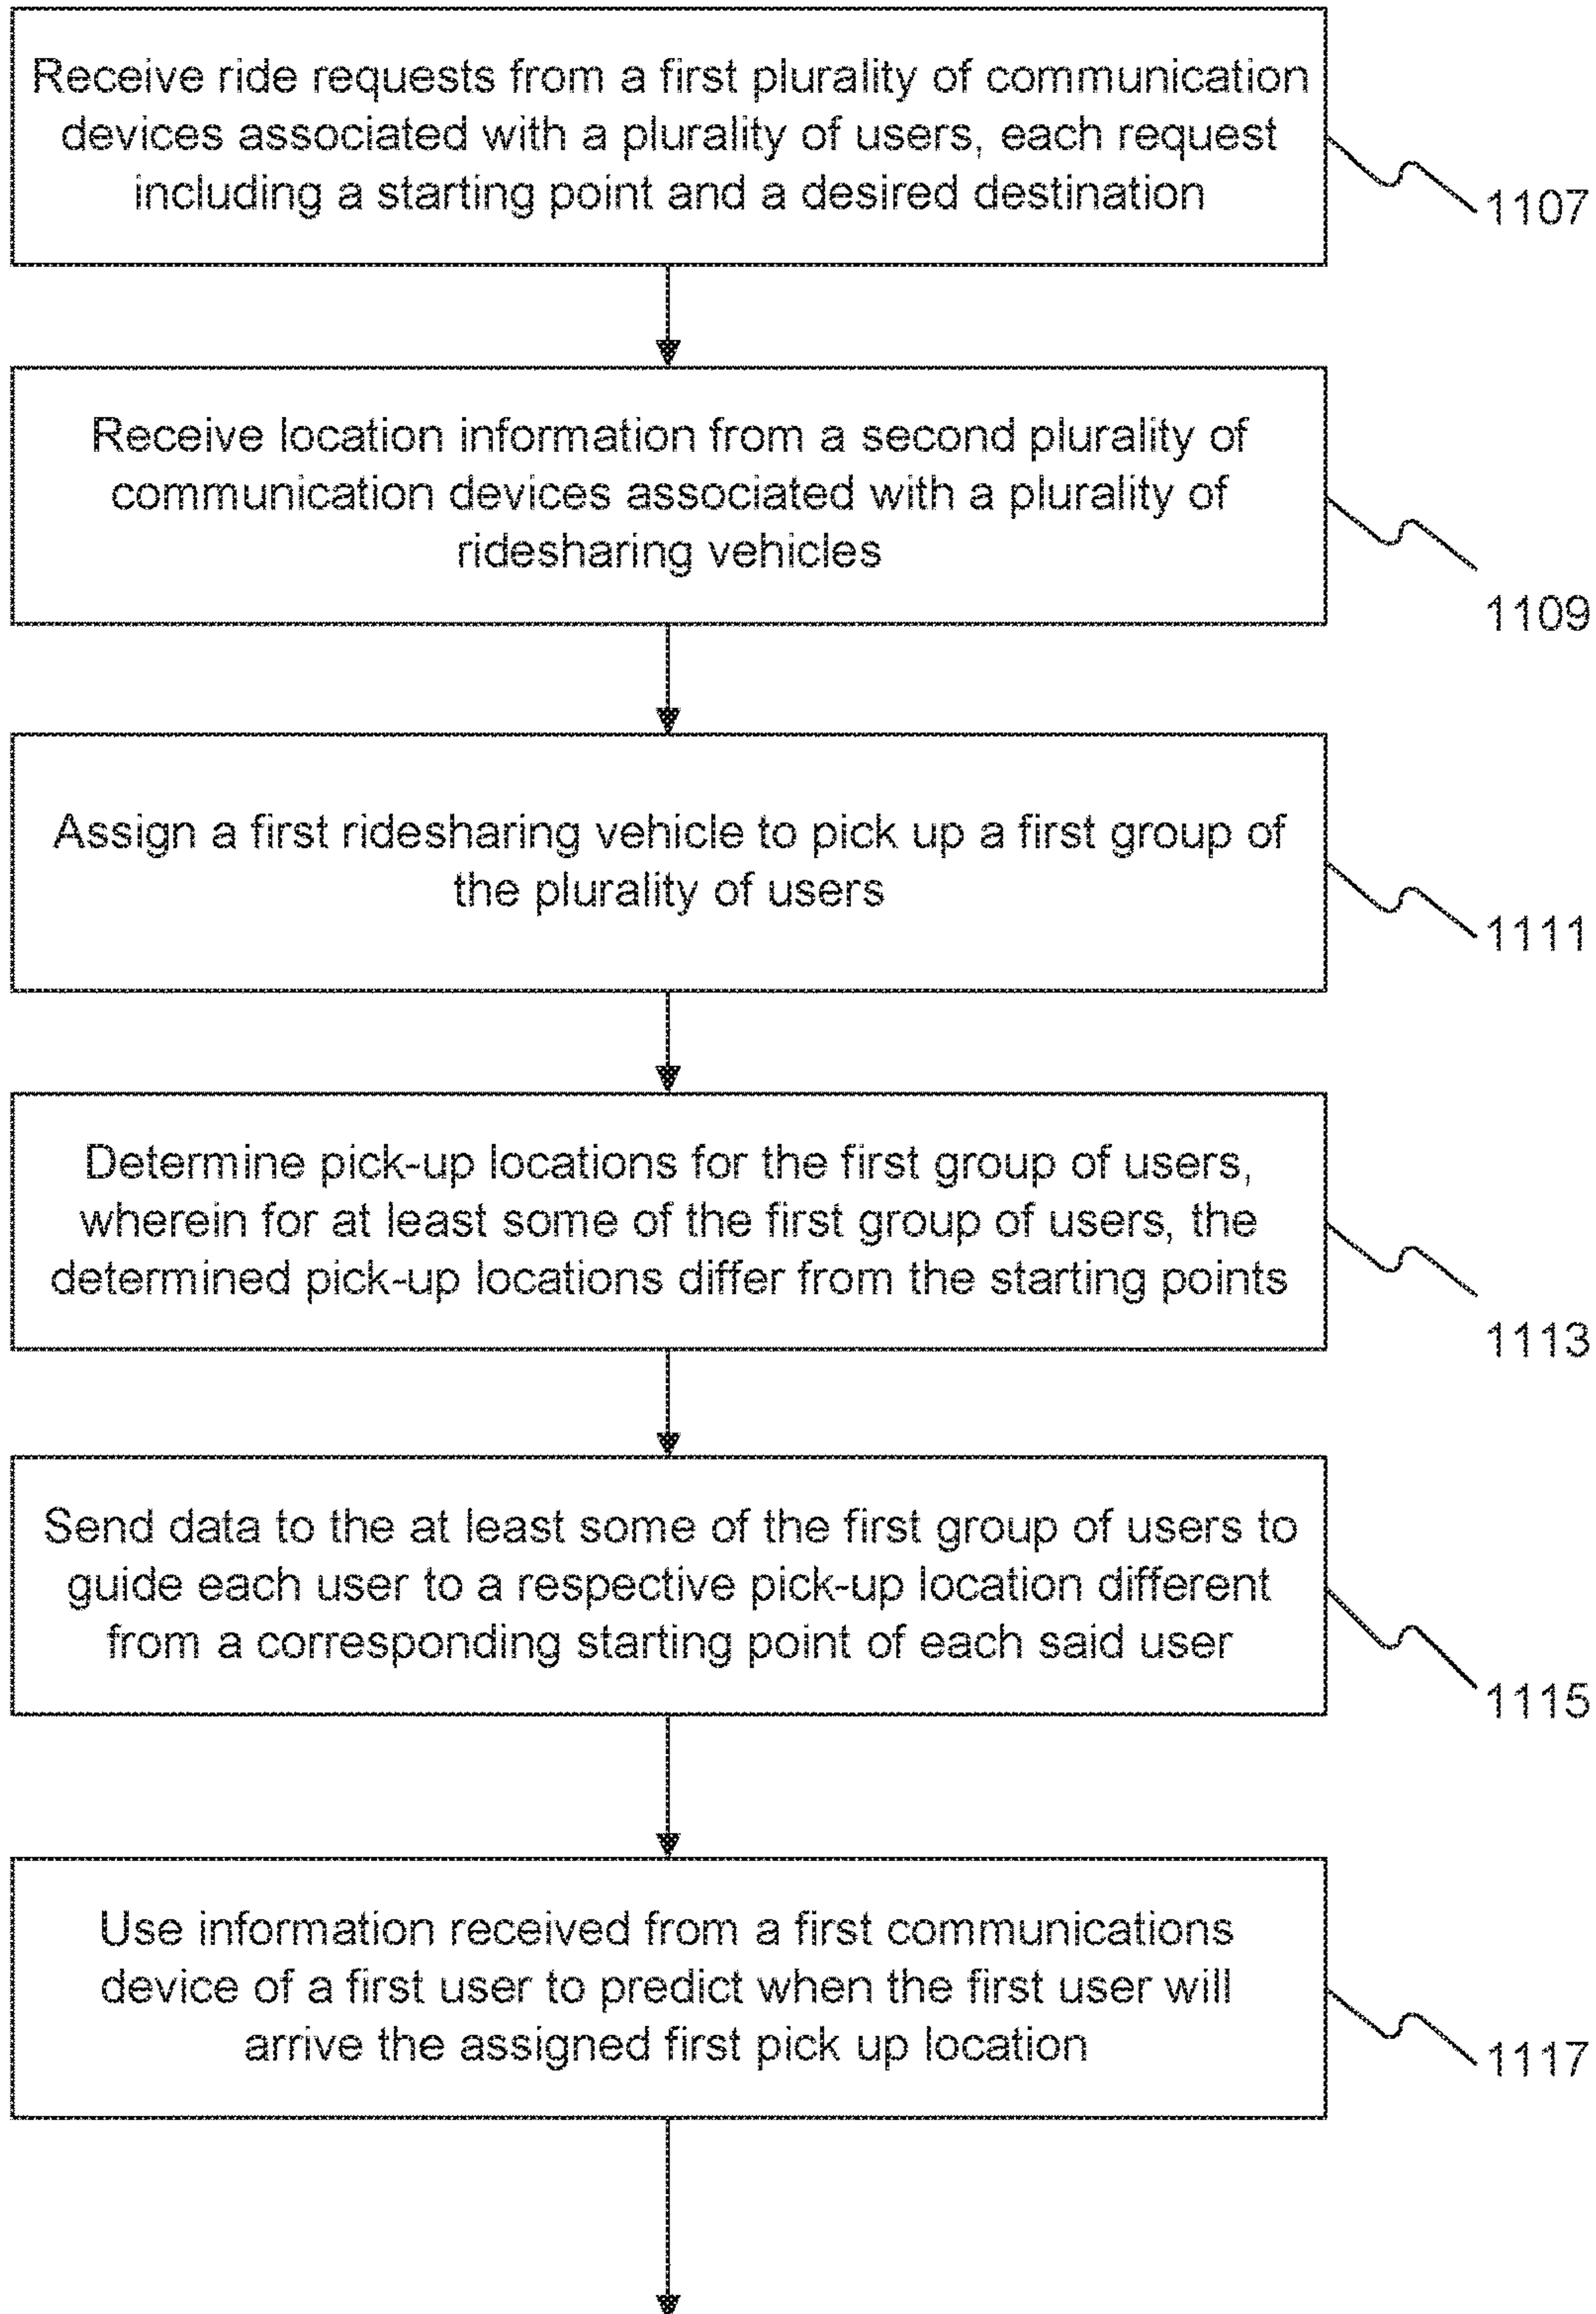 Receive ride requests from a first plurality of communication
devices associated with a plurality of users, each request
including a starting point and a desired destination
1107
Receive location information from a second plurality of
communication devices associated with a plurality of
ridesharing vehicles
1109
Assign a first ridesharing vehicle to pick up a first group of
the plurality of users
1111
Determine pick-up locations for the first group of users,
wherein for at least some of the first group of users, the
determined pick-up locations differ from the starting points
1113
Send data to the at least some of the first group of users to
guide each user to a respective pick-up location different
from a corresponding starting point of each said user
1115
Use information received from a first communications
device of a first user to predict when the first user will
arrive the assigned first pick up location
1117